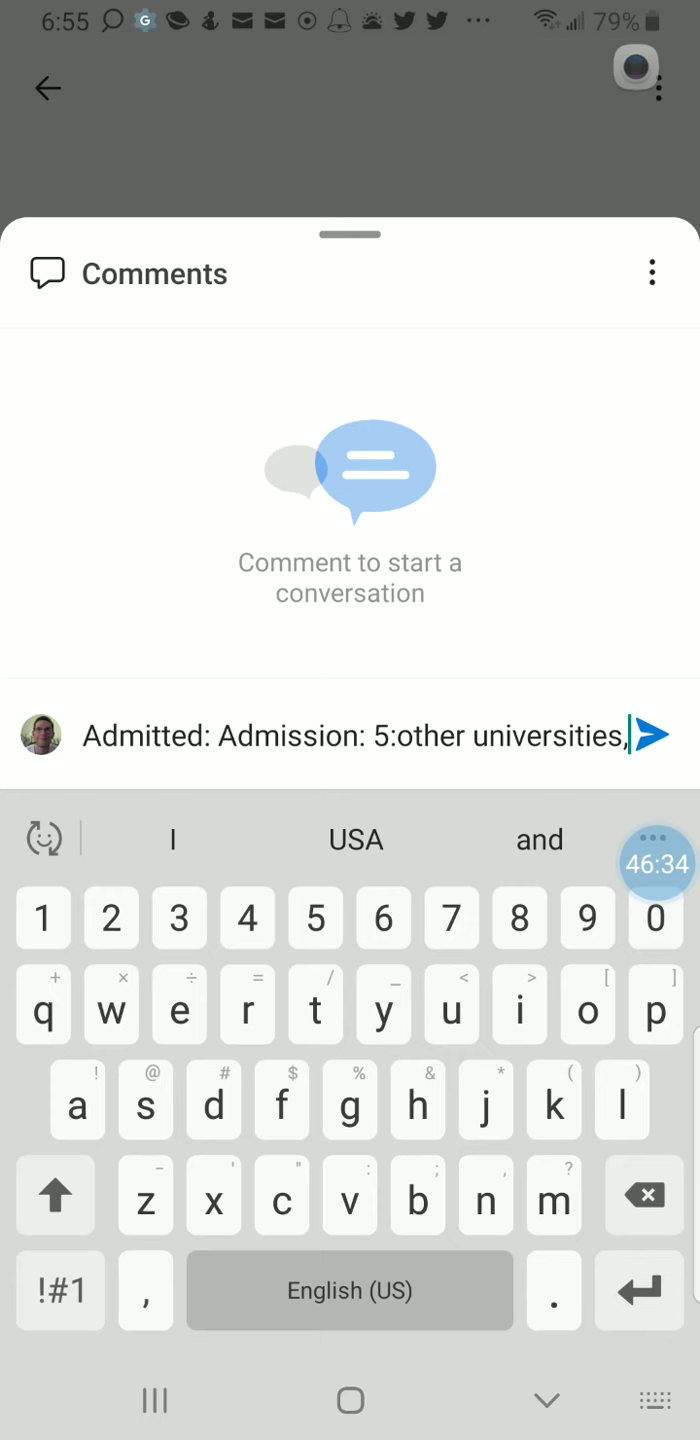 6:55 G 79%
Comments
Comment to start a
conversation
Admitted: Admission: 5:other universities,
I USA and
46:34
1 2 3 4 5 6 7 8 9 0
+ × ÷ = / _ < > [ ]
q w e r t y u i o p
! @ # $ % & * ( )
a s d f g h j k l
- ' " : ; , ?
z x c v b n m
!#1 , English (US) .